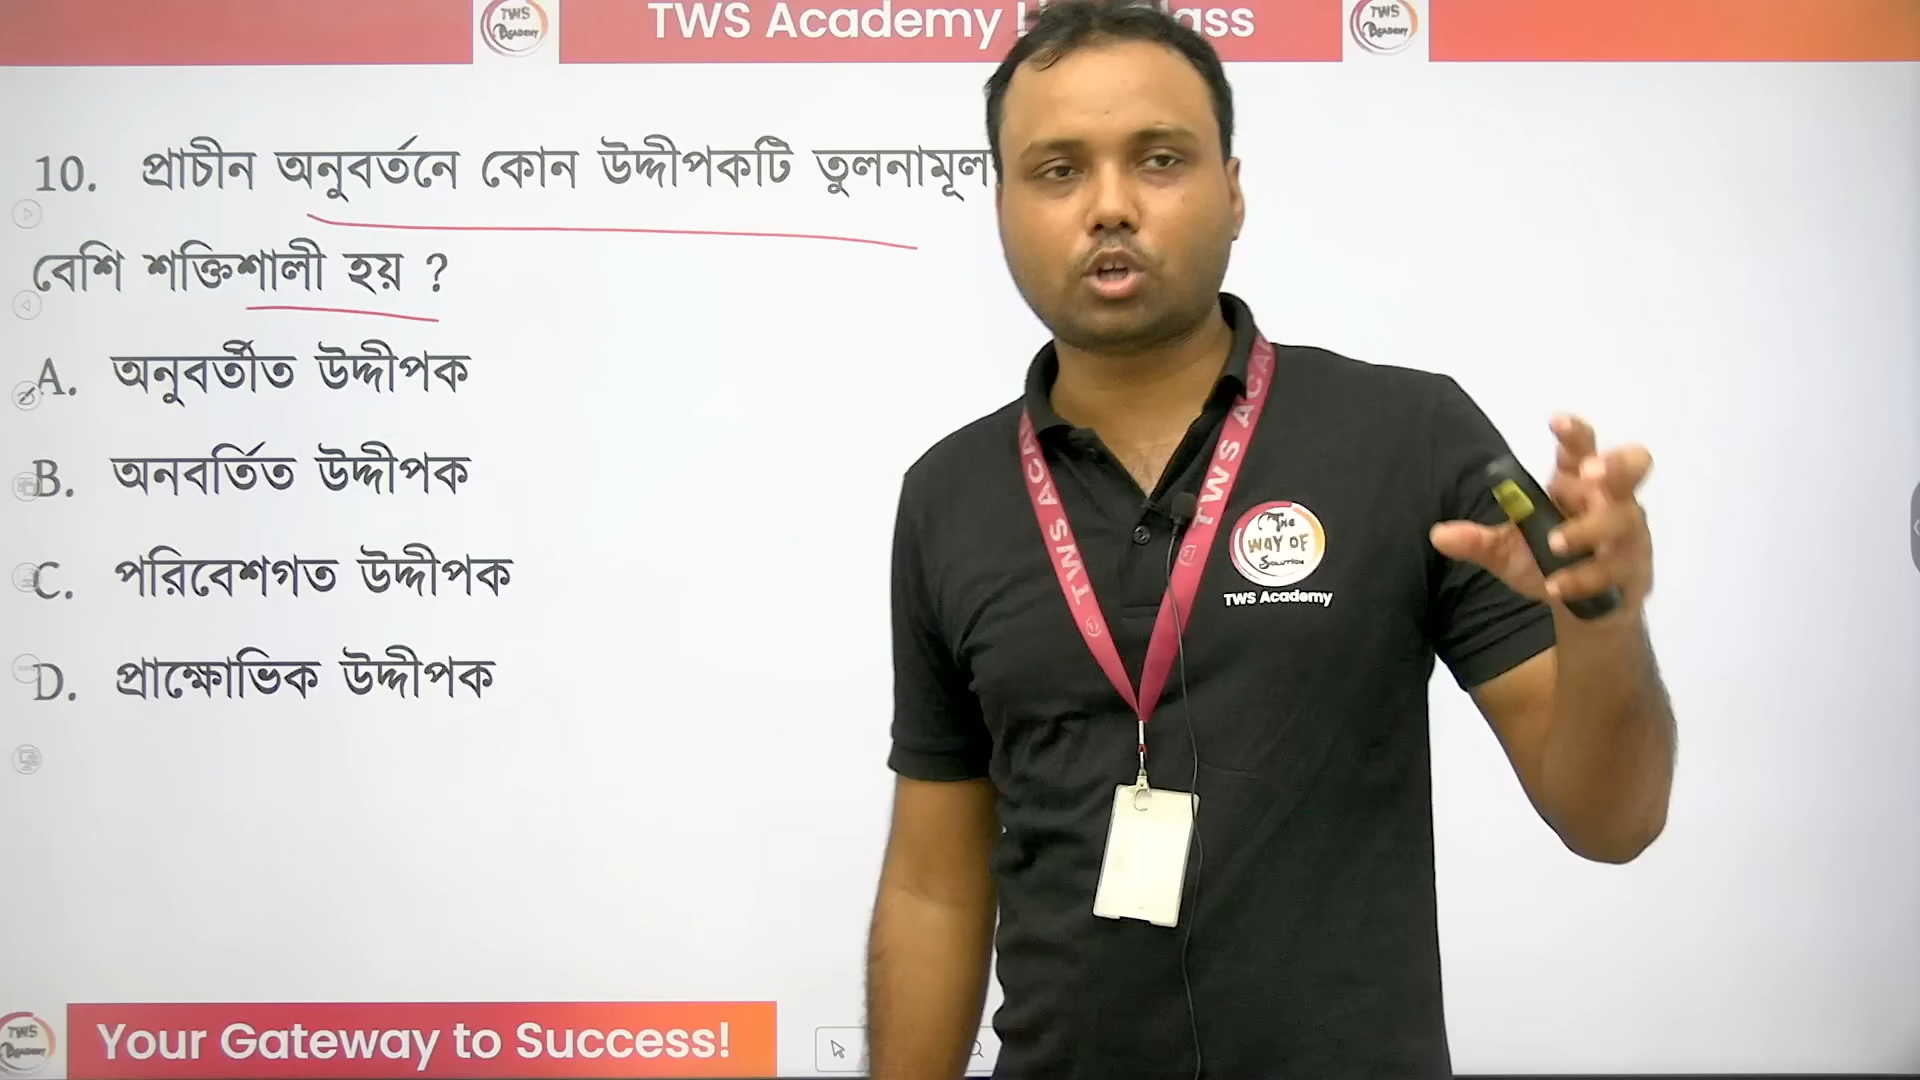 TWS Academy
TWS Academy
TWS Academy
10. প্রাচীন অনুবর্তনে কোন উদ্দীপকটি
বেশি শক্তিশালী হয় ?
A. অনুবর্তীত উদ্দীপক
B. অনবর্তিত উদ্দীপক
C. পরিবেশগত উদ্দীপক
D. প্রাক্ষোভিক উদ্দীপক
TWS ACA
TWS ACA
The
WAY OF
Solution
TWS Academy
TWS Academy
Your Gateway to Success!